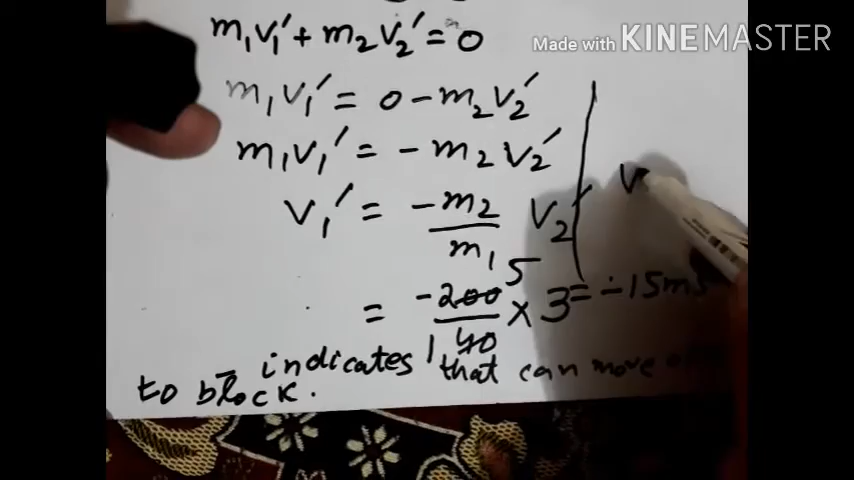 Made with KINEMASTER
m₁v₁′ + m₂v₂′ = 0
m₁v₁′ = 0 - m₂v₂′
m₁v₁′ = - m₂v₂′
v₁′ = -m₂/m₁ v₂′
= -200/40 × 3 = -15m
5
1
V
- indicates that can move
to block.